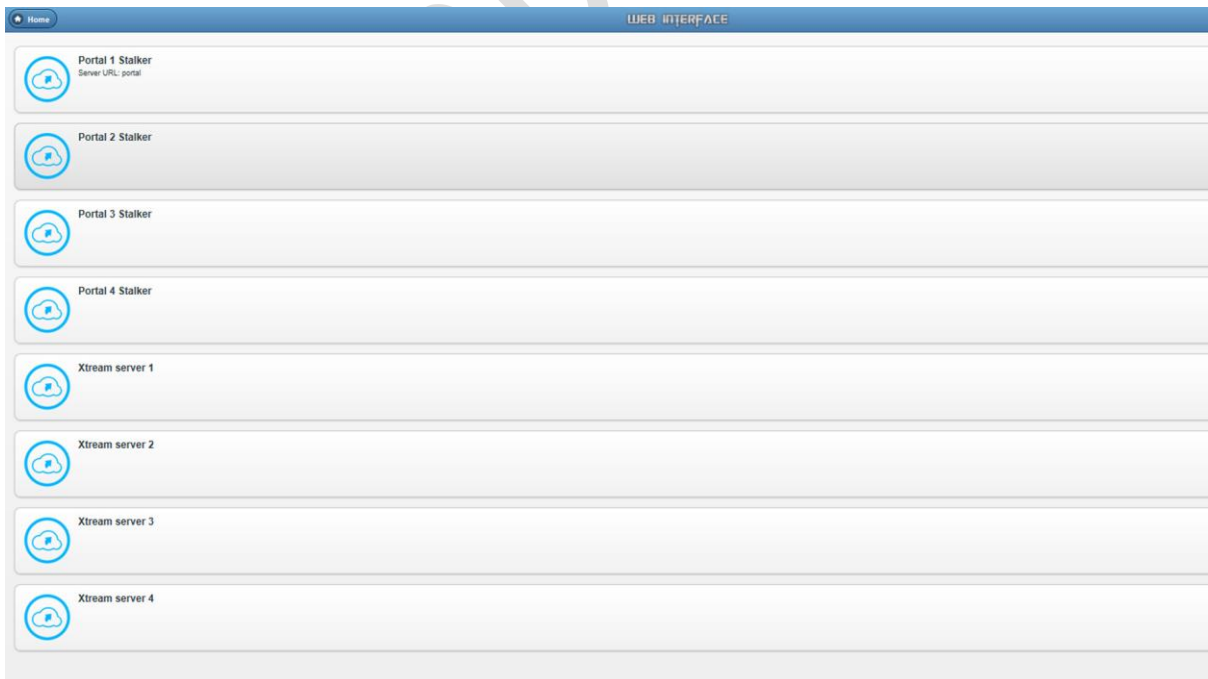 Home
WEB INTERFACE
Portal 1 Stalker
Server URL: portal
Portal 2 Stalker
Portal 3 Stalker
Portal 4 Stalker
Xtream server 1
Xtream server 2
Xtream server 3
Xtream server 4